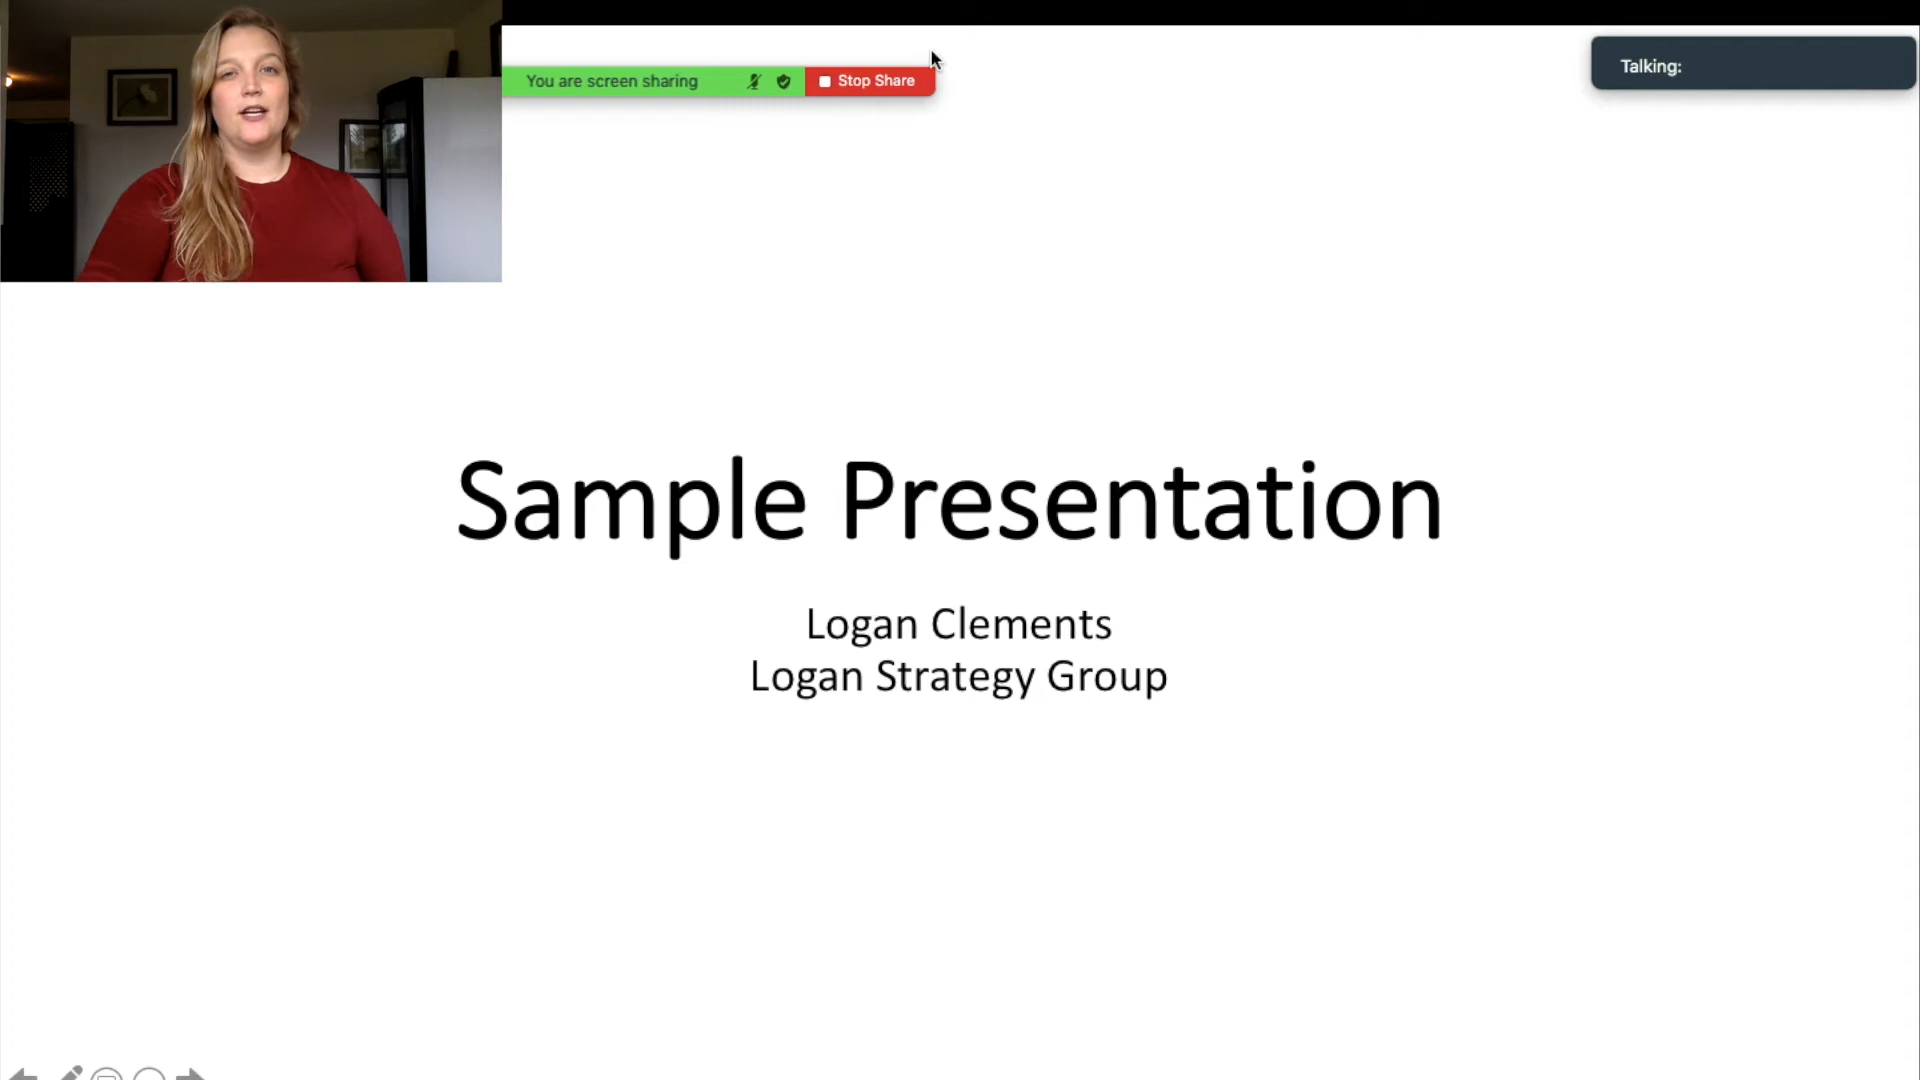 You are screen sharing
Stop Share
Talking:
Sample Presentation
Logan Clements
Logan Strategy Group